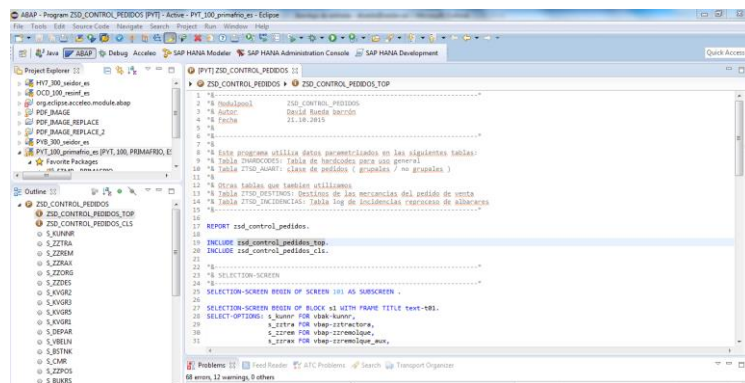 ABAP - Program ZSD_CONTROL_PEDIDOS [PYT] - Active - PYT_100_primafrio_es - Eclipse
File Tools Edit Source Code Navigate Search Project Run Window Help
Java ABAP Debug Acceleo SAP HANA Modeler SAP HANA Administration Console SAP HANA Development
Quick Access
Project Explorer
HY7_300_seidor_es
OCD_100_resinf_es
org.eclipse.acceleo.module.abap
PDF_IMAGE
PDF_IMAGE_REPLACE
PDF_IMAGE_REPLACE_2
PYB_300_seidor_es
PYT_100_primafrio_es [PYT, 100, PRIMAFRIO, ES
Favorite Packages
Outline
ZSD_CONTROL_PEDIDOS
ZSD_CONTROL_PEDIDOS_TOP
ZSD_CONTROL_PEDIDOS_CLS
S_KUNNR
S_ZZTRA
S_ZZREM
S_ZZRAX
S_ZZORG
S_ZZDES
S_KVGR2
S_KVGR3
S_KVGR5
S_KVGR1
S_DEPAR
S_VBELN
S_BSTNK
S_CMR
S_ZZPOS
S_BUKRS
[PYT] ZSD_CONTROL_PEDIDOS
ZSD_CONTROL_PEDIDOS ZSD_CONTROL_PEDIDOS_TOP
1 *&---------------------------------------------------------------------*
2 *& Modulpool ZSD_CONTROL_PEDIDOS
3 *& Autor David Rueda barrón
4 *& Fecha 21.10.2015
5 *&
6 *&---------------------------------------------------------------------*
7 *&
8 *& Este programa utiliza datos parametrizados en las siguientes tablas:
9 *& Tabla ZHARDCODES: Tabla de hardcodes para uso general
10 *& Tabla ZTSD_AUART: clase de pedidos ( grupales / no grupales )
11 *&
12 *& Otras tablas que tambien utilizamos
13 *& Tabla ZTSD_DESTINOS: Destinos de las mercancias del pedido de venta
14 *& Tabla ZTSD_INCIDENCIAS: Tabla log de incidencias reproceso de albaranes
15 *&---------------------------------------------------------------------*
16
17 REPORT zsd_control_pedidos.
18
19 INCLUDE zsd_control_pedidos_top.
20 INCLUDE zsd_control_pedidos_cls.
21
22 *&---------------------------------------------------------------------*
23 *& SELECTION-SCREEN
24 *&---------------------------------------------------------------------*
25 SELECTION-SCREEN BEGIN OF SCREEN 101 AS SUBSCREEN .
26
27 SELECTION-SCREEN BEGIN OF BLOCK s1 WITH FRAME TITLE text-t01.
28 SELECT-OPTIONS: s_kunnr FOR vbak-kunnr,
29 s_zztra FOR vbap-zztractora,
30 s_zzrem FOR vbap-zzremolque,
31 s_zzrax FOR vbap-zzremolque_aux,
Problems Feed Reader ATC Problems Search Transport Organizer
68 errors, 12 warnings, 0 others